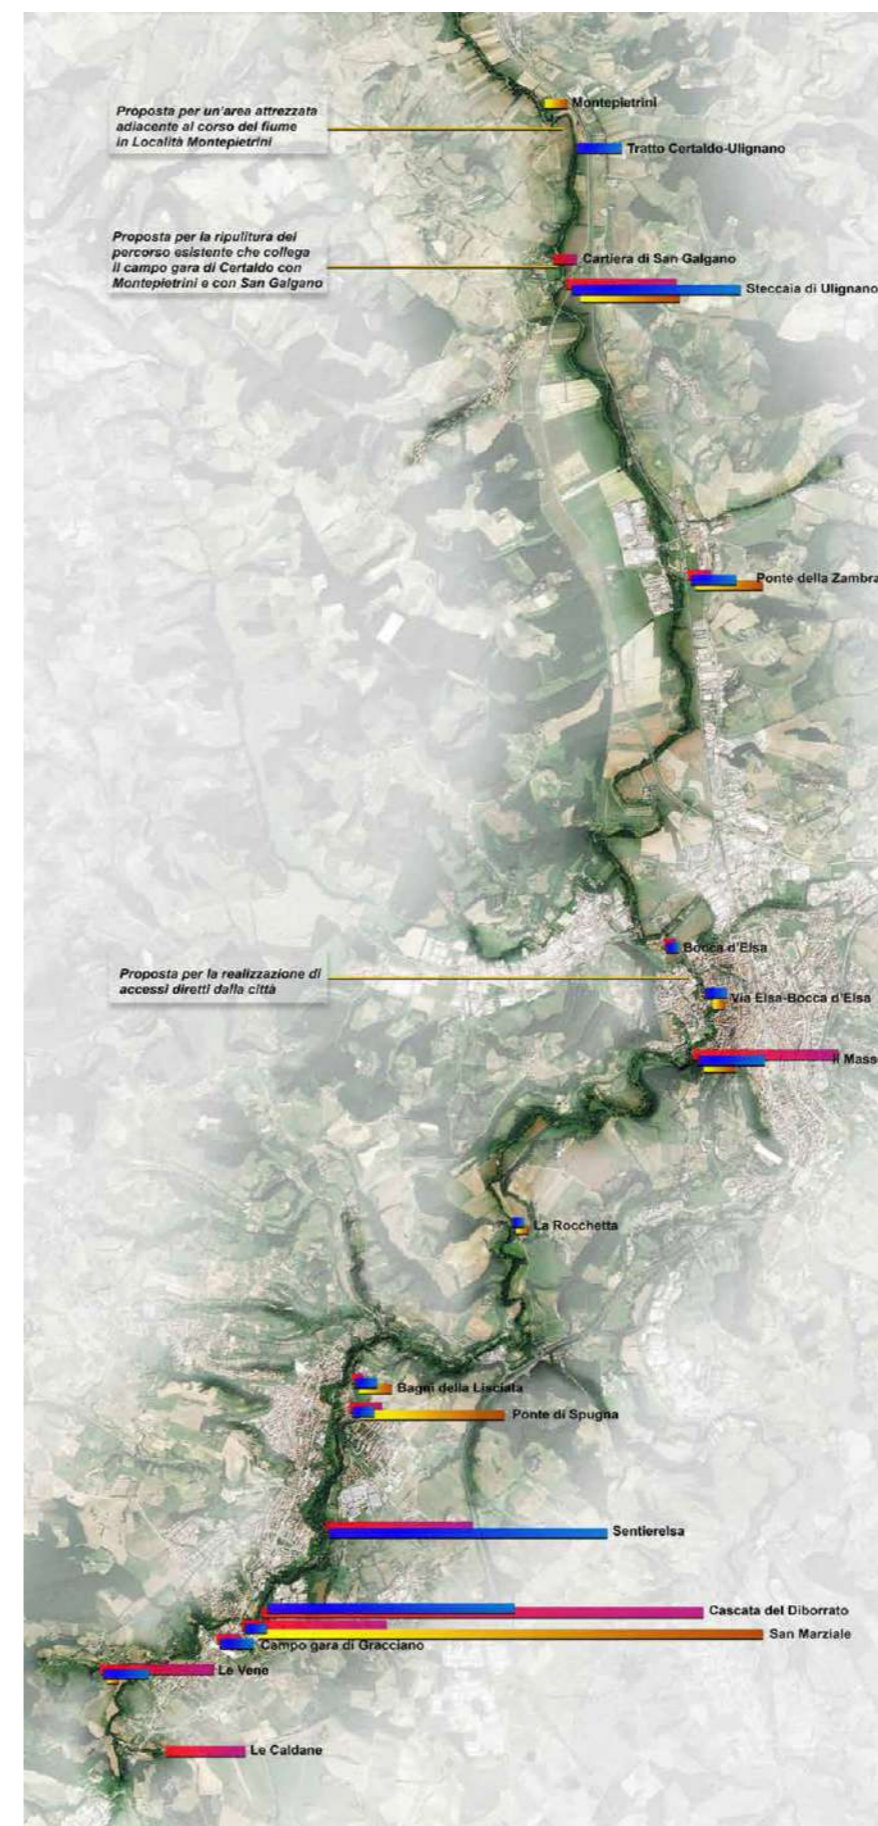 Montepietrini
Proposta per un'area attrezzata
adiacente al corso del fiume
in Località Montepietrini
Tratto Certaldo-Ulignano
Proposta per la ripulitura del
percorso esistente che collega
il campo gara di Certaldo con
Montepietrini e con San Galgano
Cartiera di San Galgano
Steccaia di Ulignano
Ponte della Zambra
Bocca d'Elsa
Proposta per la realizzazione di
accessi diretti dalla città
Via Elsa-Bocca d'Elsa
Il Mass
La Rocchetta
Bagni della Lisciata
Ponte di Spugna
Sentierelsa
Cascata del Diborrato
San Marziale
Campo gara di Gracciano
Le Vene
Le Caldane